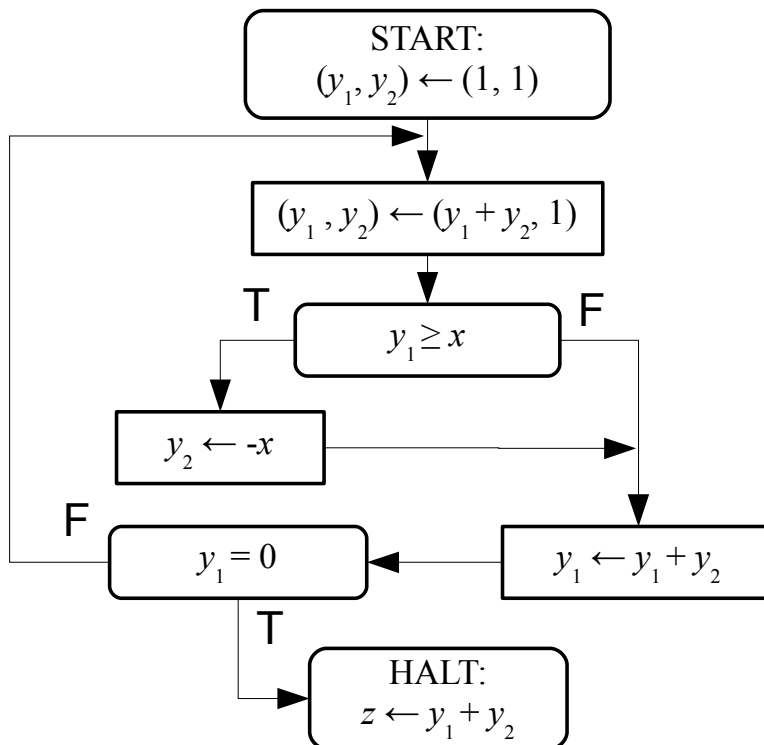 START:
(y₁, y₂) ← (1, 1)
(y₁ , y₂) ← (y₁ + y₂, 1)
T
F
y₁ ≥ x
y₂ ← -x
F
y₁ = 0
y₁ ← y₁ + y₂
T
HALT:
z ← y₁ + y₂